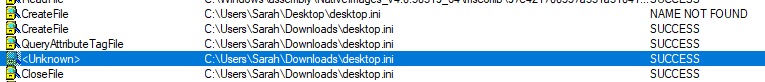 CreateFile C:\Users\Sarah\Desktop\desktop.ini NAME NOT FOUND
CreateFile C:\Users\Sarah\Downloads\desktop.ini SUCCESS
QueryAttributeTagFile C:\Users\Sarah\Downloads\desktop.ini SUCCESS
<Unknown> C:\Users\Sarah\Downloads\desktop.ini SUCCESS
CloseFile C:\Users\Sarah\Downloads\desktop.ini SUCCESS